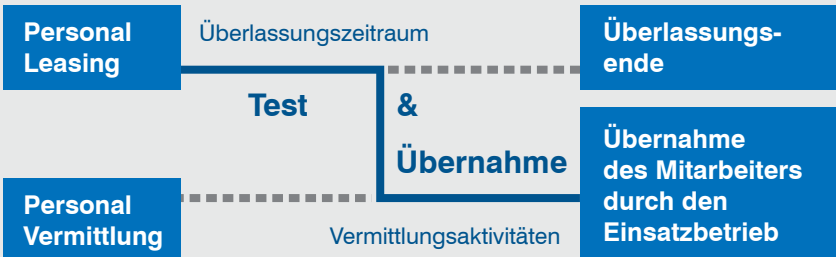 Personal
Leasing
Überlassungszeitraum
Überlassungs-
ende
Test
&
Übernahme
Übernahme
des Mitarbeiters
durch den
Einsatzbetrieb
Personal
Vermittlung
Vermittlungsaktivitäten